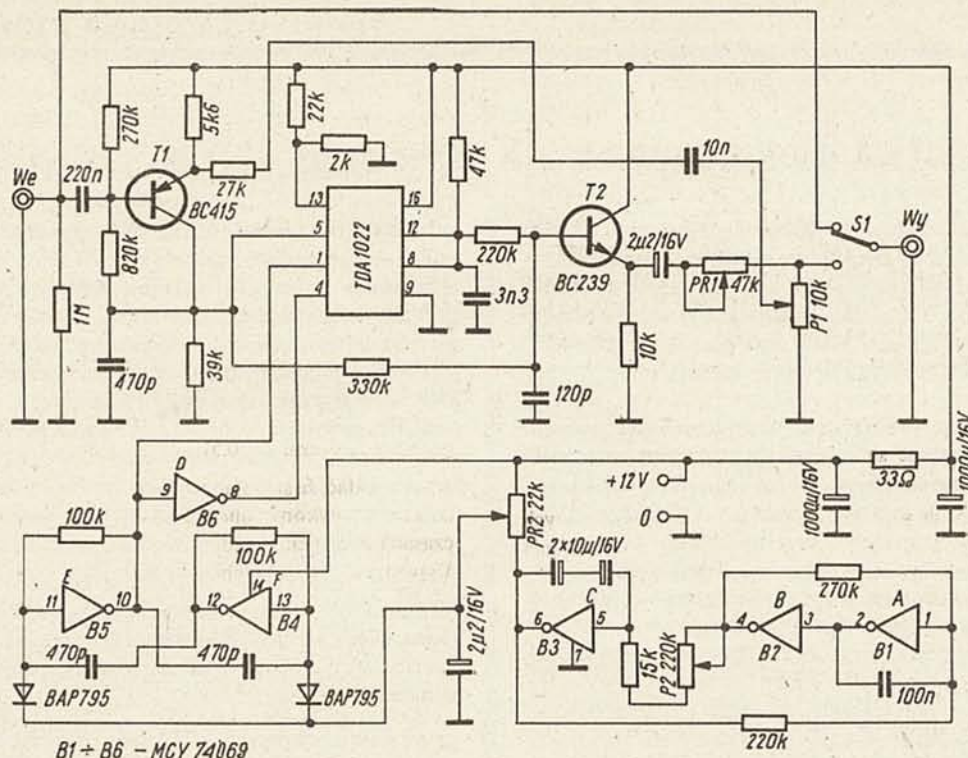 We
220n
270k
820k
1M
470p
T1
BC415
5k6
27k
39k
22k
2k
13
5
1
4
TDA1022
16
12
8
9
47k
220k
3n3
330k
120p
T2
BC239
10k
2µ2/16V
10n
PR1 47k
P1 10k
S1
Wy
D
9
8
B6
100k
100k
E
11
10
B5
F
14
12
13
B4
470p
470p
BAP795
BAP795
2µ2/16V
PR2 22k
+12V
0
1000µ/16V
33Ω
1000µ/16V
2×10µ/16V
C
6
5
B3
7
15k
P2 220k
B
4
3
B2
270k
A
2
1
B1
100n
220k
B1 ÷ B6 – MCY 74069